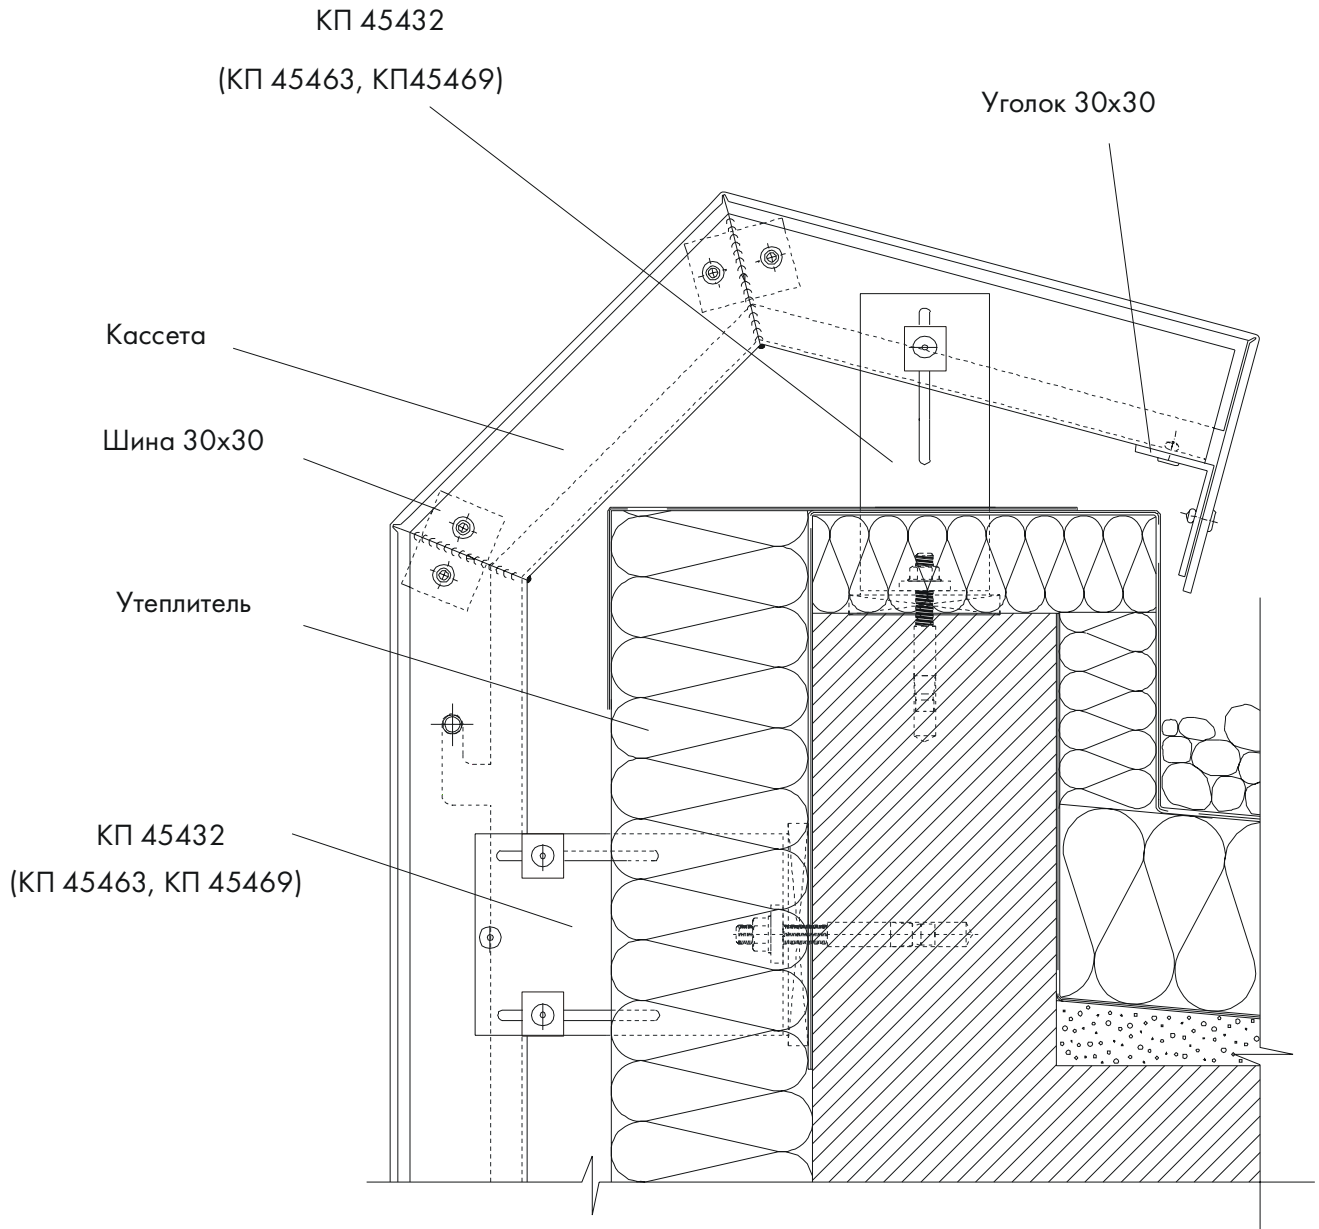 КП 45432
(КП 45463, КП45469)
Уголок 30х30
Кассета
Шина 30х30
Утеплитель
КП 45432
(КП 45463, КП 45469)